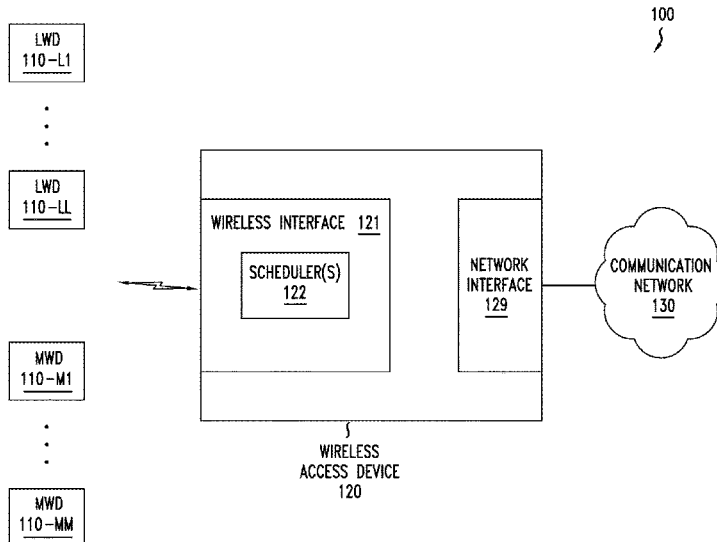 100
LWD
110-L1
LWD
110-LL
WIRELESS INTERFACE 121
SCHEDULER(S)
122
NETWORK
INTERFACE
129
COMMUNICATION
NETWORK
130
MWD
110-M1
MWD
110-MM
WIRELESS
ACCESS DEVICE
120